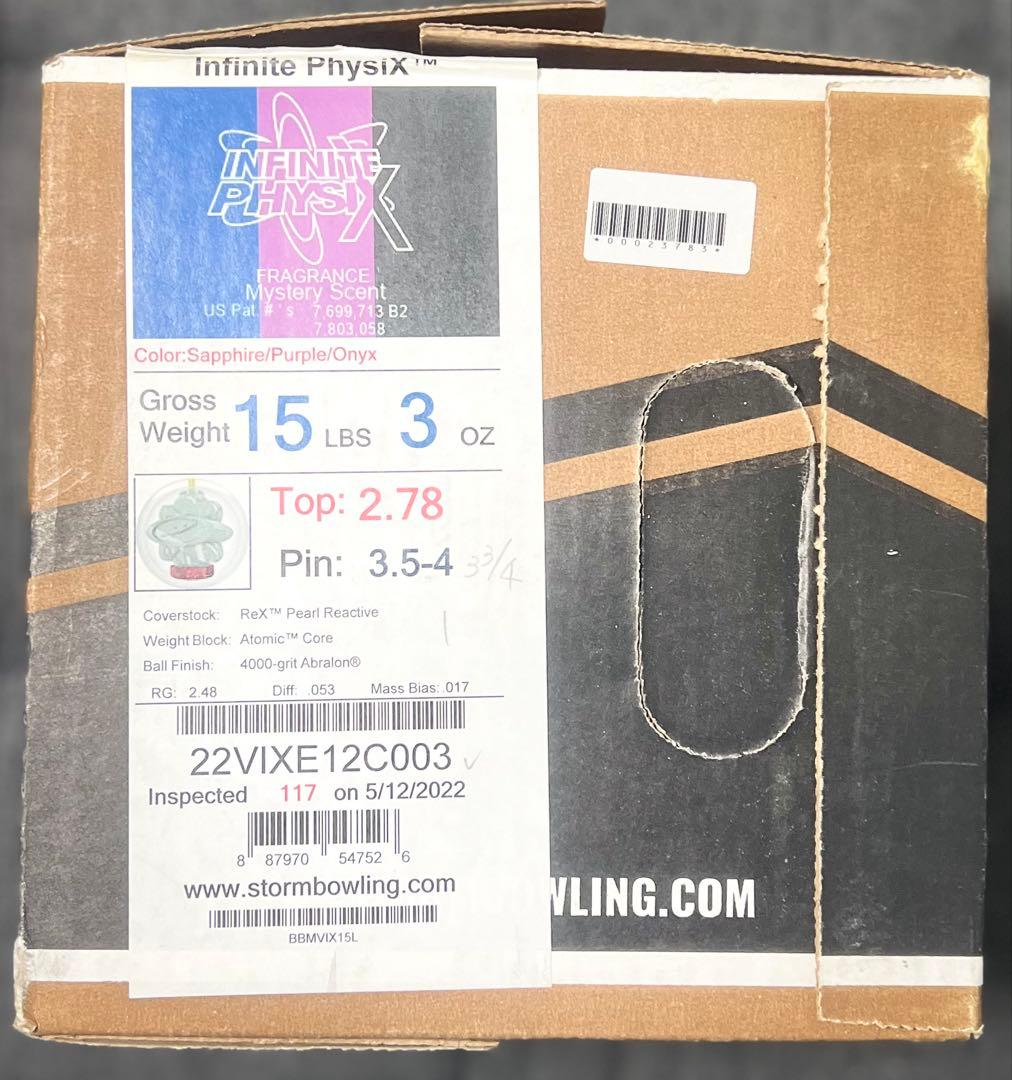 Infinite PhysiX™
INFINITE
PHYSIX
FRAGRANCE
Mystery Scent
US Pat. #'s 7,699,713 B2
7,803,058
Color:Sapphire/Purple/Onyx
Gross
Weight 15 LBS 3 OZ
Top: 2.78
Pin: 3.5-4 3 3/4
Coverstock: ReX™ Pearl Reactive
Weight Block: Atomic™ Core
Ball Finish: 4000-grit Abralon®
RG: 2.48 Diff: .053 Mass Bias: .017
22VIXE12C003
Inspected 117 on 5/12/2022
8 87970 54752 6
www.stormbowling.com
BBMVIX15L
*00023783*
WLING.COM